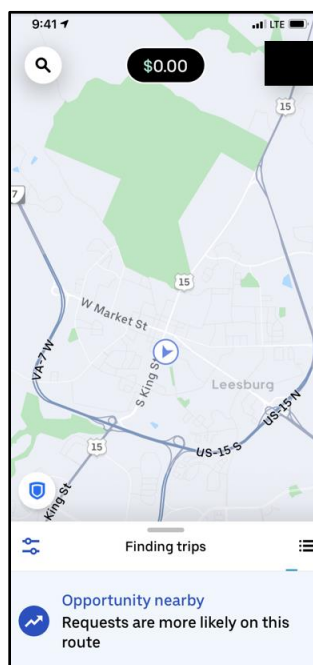 9:41
LTE
$0.00
15
7
15
W Market St
VA-7 W
S King St
Leesburg
US-15 N
15
US-15 S
King St
Finding trips
Opportunity nearby
Requests are more likely on this
route